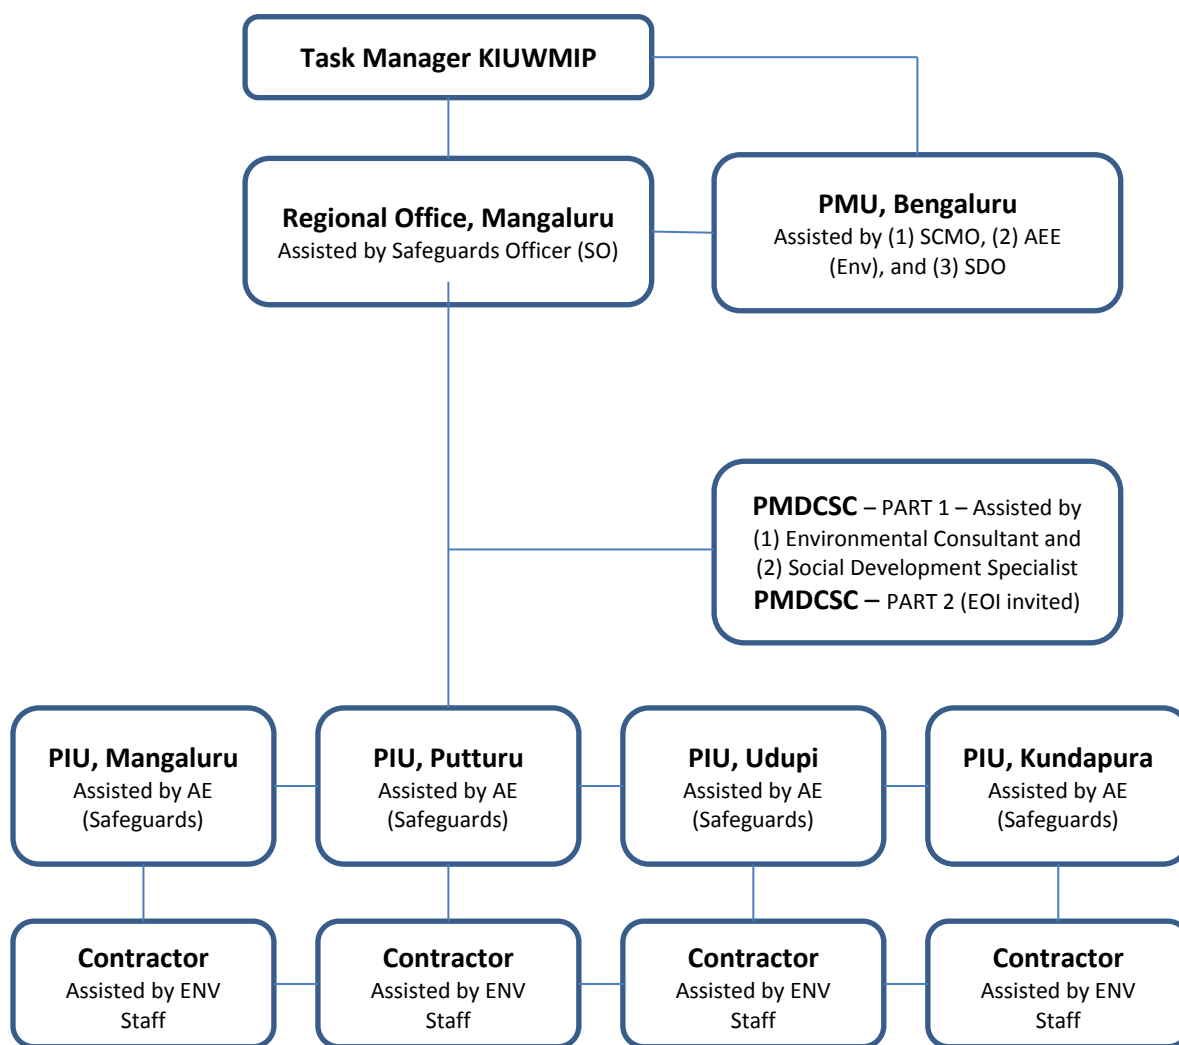 Task Manager KIUWMIP
Regional Office, Mangaluru
Assisted by Safeguards Officer (SO)
PMU, Bengaluru
Assisted by (1) SCMO, (2) AEE
(Env), and (3) SDO
PMDCSC – PART 1 – Assisted by
(1) Environmental Consultant and
(2) Social Development Specialist
PMDCSC – PART 2 (EOI invited)
PIU, Mangaluru
Assisted by AE
(Safeguards)
PIU, Putturu
Assisted by AE
(Safeguards)
PIU, Udupi
Assisted by AE
(Safeguards)
PIU, Kundapura
Assisted by AE
(Safeguards)
Contractor
Assisted by ENV
Staff
Contractor
Assisted by ENV
Staff
Contractor
Assisted by ENV
Staff
Contractor
Assisted by ENV
Staff